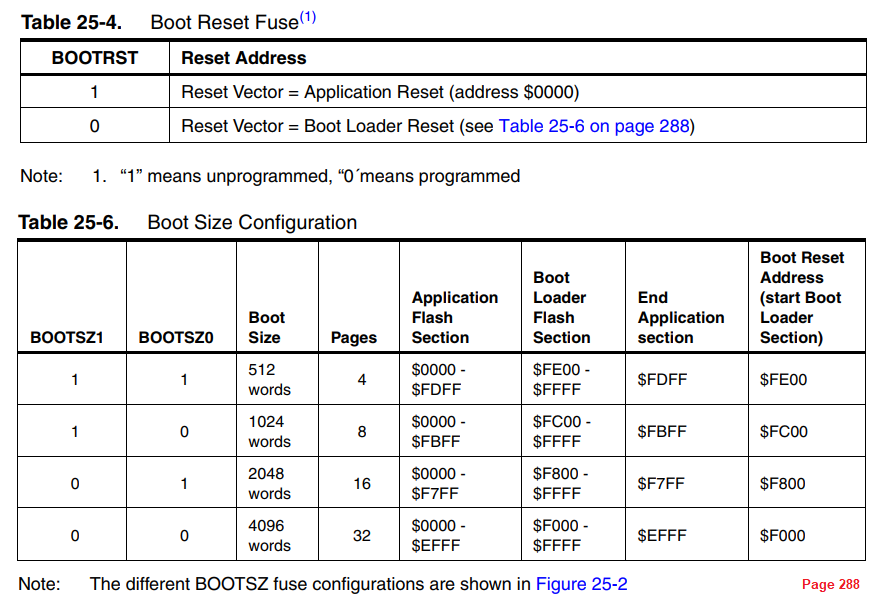 Table 25-4. Boot Reset Fuse(1)
BOOTRST Reset Address
1 Reset Vector = Application Reset (address $0000)
0 Reset Vector = Boot Loader Reset (see Table 25-6 on page 288)
Note: 1. “1” means unprogrammed, “0´means programmed
Table 25-6. Boot Size Configuration
BOOTSZ1 BOOTSZ0 Boot Size Pages Application Flash Section Boot Loader Flash Section End Application section Boot Reset Address (start Boot Loader Section)
1 1 512 words 4 $0000 - $FDFF $FE00 - $FFFF $FDFF $FE00
1 0 1024 words 8 $0000 - $FBFF $FC00 - $FFFF $FBFF $FC00
0 1 2048 words 16 $0000 - $F7FF $F800 - $FFFF $F7FF $F800
0 0 4096 words 32 $0000 - $EFFF $F000 - $FFFF $EFFF $F000
Note: The different BOOTSZ fuse configurations are shown in Figure 25-2
Page 288